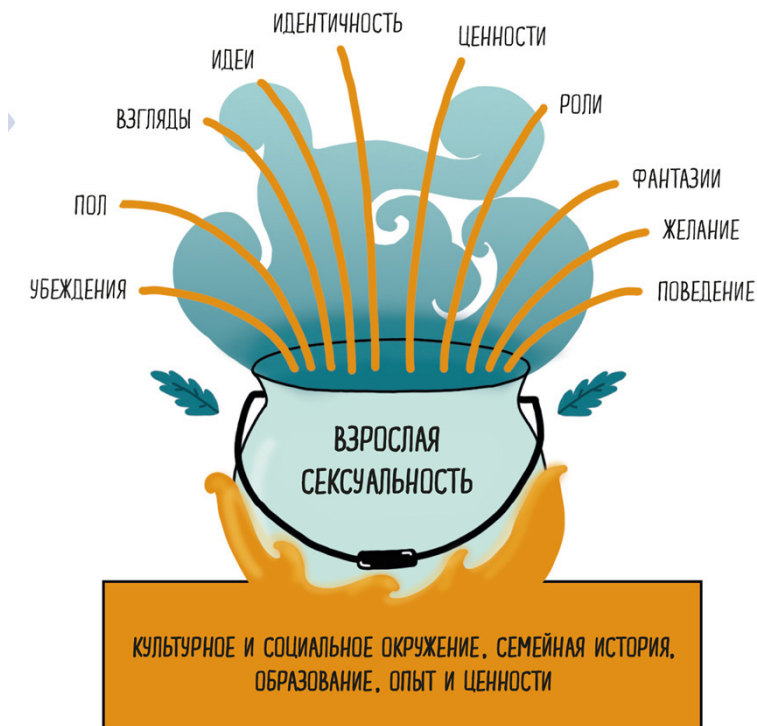 ИДЕНТИЧНОСТЬ
ЦЕННОСТИ
ИДЕИ
РОЛИ
ВЗГЛЯДЫ
ФАНТАЗИИ
ПОЛ
ЖЕЛАНИЕ
УБЕЖДЕНИЯ
ПОВЕДЕНИЕ
ВЗРОСЛАЯ
СЕКСУАЛЬНОСТЬ
КУЛЬТУРНОЕ И СОЦИАЛЬНОЕ ОКРУЖЕНИЕ, СЕМЕЙНАЯ ИСТОРИЯ,
ОБРАЗОВАНИЕ, ОПЫТ И ЦЕННОСТИ